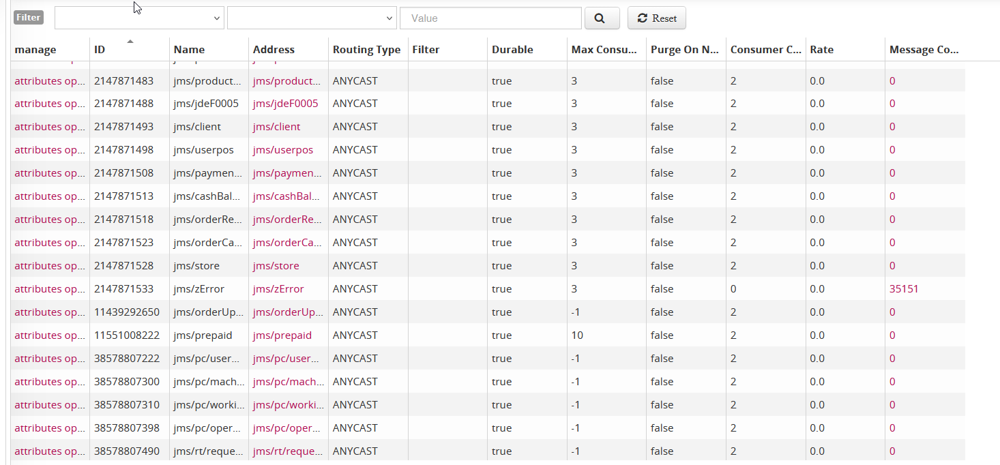 Filter Value Reset
manage ID Name Address Routing Type Filter Durable Max Consu... Purge On N... Consumer C... Rate Message Co...
attributes op... 2147871483 jms/product... jms/product... ANYCAST true 3 false 2 0.0 0
attributes op... 2147871488 jms/jdeF0005 jms/jdeF0005 ANYCAST true 3 false 2 0.0 0
attributes op... 2147871493 jms/client jms/client ANYCAST true 3 false 2 0.0 0
attributes op... 2147871498 jms/userpos jms/userpos ANYCAST true 3 false 2 0.0 0
attributes op... 2147871508 jms/paymen... jms/paymen... ANYCAST true 3 false 2 0.0 0
attributes op... 2147871513 jms/cashBal... jms/cashBal... ANYCAST true 3 false 2 0.0 0
attributes op... 2147871518 jms/orderRe... jms/orderRe... ANYCAST true 3 false 2 0.0 0
attributes op... 2147871523 jms/orderCa... jms/orderCa... ANYCAST true 3 false 2 0.0 0
attributes op... 2147871528 jms/store jms/store ANYCAST true 3 false 2 0.0 0
attributes op... 2147871533 jms/zError jms/zError ANYCAST true 3 false 0 0.0 35151
attributes op... 11439292650 jms/orderUp... jms/orderUp... ANYCAST true -1 false 2 0.0 0
attributes op... 11551008222 jms/prepaid jms/prepaid ANYCAST true 10 false 2 0.0 0
attributes op... 38578807222 jms/pc/user... jms/pc/user... ANYCAST true -1 false 2 0.0 0
attributes op... 38578807300 jms/pc/mach... jms/pc/mach... ANYCAST true -1 false 2 0.0 0
attributes op... 38578807310 jms/pc/worki... jms/pc/worki... ANYCAST true -1 false 2 0.0 0
attributes op... 38578807398 jms/pc/oper... jms/pc/oper... ANYCAST true -1 false 2 0.0 0
attributes op... 38578807490 jms/rt/reque... jms/rt/reque... ANYCAST true -1 false 2 0.0 0